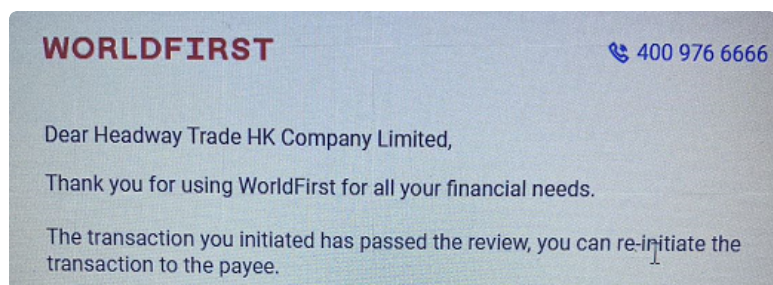 WORLDFIRST
400 976 6666
Dear Headway Trade HK Company Limited,
Thank you for using WorldFirst for all your financial needs.
The transaction you initiated has passed the review, you can re-initiate the
transaction to the payee.